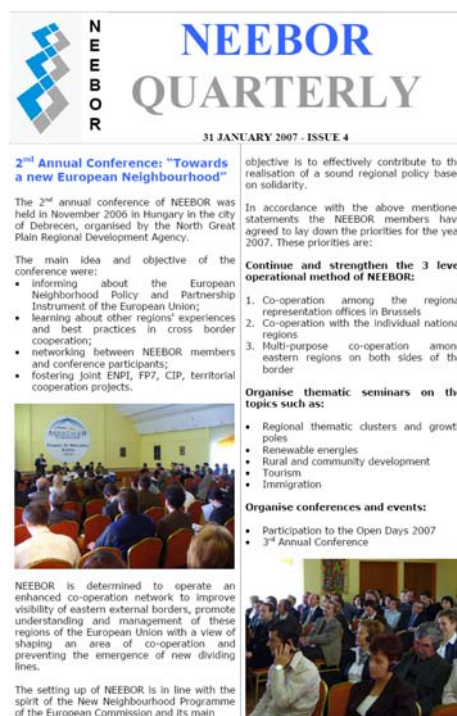 N
E
E
B
O
R
NEEBOR
QUARTERLY
31 JANUARY 2007 - ISSUE 4
2nd Annual Conference: "Towards
a new European Neighbourhood"
The 2nd annual conference of NEEBOR was
held in November 2006 in Hungary in the city
of Debrecen, organised by the North Great
Plain Regional Development Agency.
The main idea and objective of the
conference were:
• informing about the European
Neighborhood Policy and Partnership
Instrument of the European Union;
• learning about other regions' experiences
and best practices in cross border
cooperation;
• networking between NEEBOR members
and conference participants;
• fostering joint ENPI, FP7, CIP, territorial
cooperation projects.
NEEBOR is determined to operate an
enhanced co-operation network to improve
visibility of eastern external borders, promote
understanding and management of these
regions of the European Union with a view of
shaping an area of co-operation and
preventing the emergence of new dividing
lines.
The setting up of NEEBOR is in line with the
spirit of the New Neighbourhood Programme
of the European Commission and its main
objective is to effectively contribute to th
realisation of a sound regional policy base
on solidarity.
In accordance with the above mentione
statements the NEEBOR members hav
agreed to lay down the priorities for the yea
2007. These priorities are:
Continue and strengthen the 3 leve
operational method of NEEBOR:
1. Co-operation among the regiona
representation offices in Brussels
2. Co-operation with the individual nationa
regions
3. Multi-purpose co-operation amon
eastern regions on both sides of th
border
Organise thematic seminars on th
topics such as:
• Regional thematic clusters and growt
poles
• Renewable energies
• Rural and community development
• Tourism
• Immigration
Organise conferences and events:
• Participation to the Open Days 2007
• 3rd Annual Conference